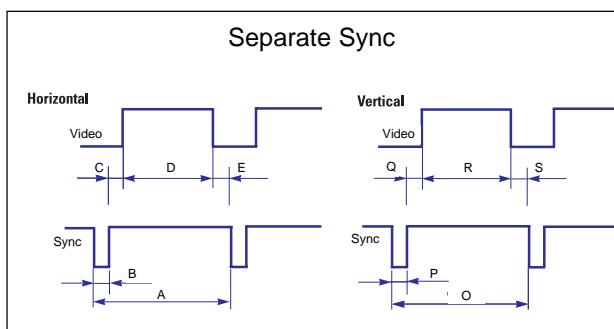 Separate Sync
Horizontal
Vertical
Video
Video
C D E
Q R S
Sync
Sync
B
P
A
O